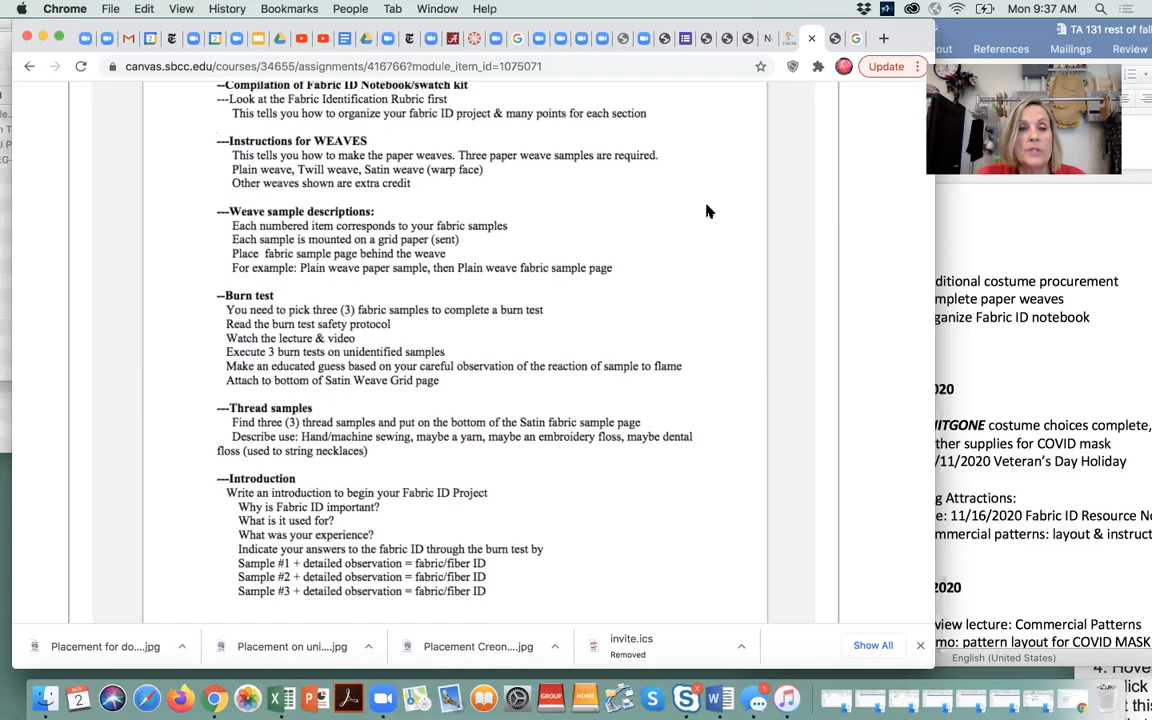 Chrome File Edit View History Bookmarks People Tab Window Help
Mon 9:37 AM
TA 131 rest of fal
out References Mailings Review
canvas.sbcc.edu/courses/34655/assignments/416766?module_item_id=1075071
Update
--Compilation of Fabric ID Notebook/swatch kit
---Look at the Fabric Identification Rubric first
This tells you how to organize your fabric ID project & many points for each section
---Instructions for WEAVES
This tells you how to make the paper weaves. Three paper weave samples are required.
Plain weave, Twill weave, Satin weave (warp face)
Other weaves shown are extra credit
---Weave sample descriptions:
Each numbered item corresponds to your fabric samples
Each sample is mounted on a grid paper (sent)
Place fabric sample page behind the weave
For example: Plain weave paper sample, then Plain weave fabric sample page
--Burn test
You need to pick three (3) fabric samples to complete a burn test
Read the burn test safety protocol
Watch the lecture & video
Execute 3 burn tests on unidentified samples
Make an educated guess based on your careful observation of the reaction of sample to flame
Attach to bottom of Satin Weave Grid page
---Thread samples
Find three (3) thread samples and put on the bottom of the Satin fabric sample page
Describe use: Hand/machine sewing, maybe a yarn, maybe an embroidery floss, maybe dental
floss (used to string necklaces)
---Introduction
Write an introduction to begin your Fabric ID Project
Why is Fabric ID important?
What is it used for?
What was your experience?
Indicate your answers to the fabric ID through the burn test by
Sample #1 + detailed observation = fabric/fiber ID
Sample #2 + detailed observation = fabric/fiber ID
Sample #3 + detailed observation = fabric/fiber ID
ditional costume procurement
mplete paper weaves
ganize Fabric ID notebook
020
ITGONE costume choices complete,
ther supplies for COVID mask
/11/2020 Veteran's Day Holiday
g Attractions:
e: 11/16/2020 Fabric ID Resource No
mmercial patterns: layout & instruct
020
view lecture: Commercial Patterns
mo: pattern layout for COVID MASK
English (United States)
4. Hover
click
t this
Placement for do....jpg
Placement on uni....jpg
Placement Creon....jpg
invite.ics
Removed
Show All
NOV
2
GROUP
HOME